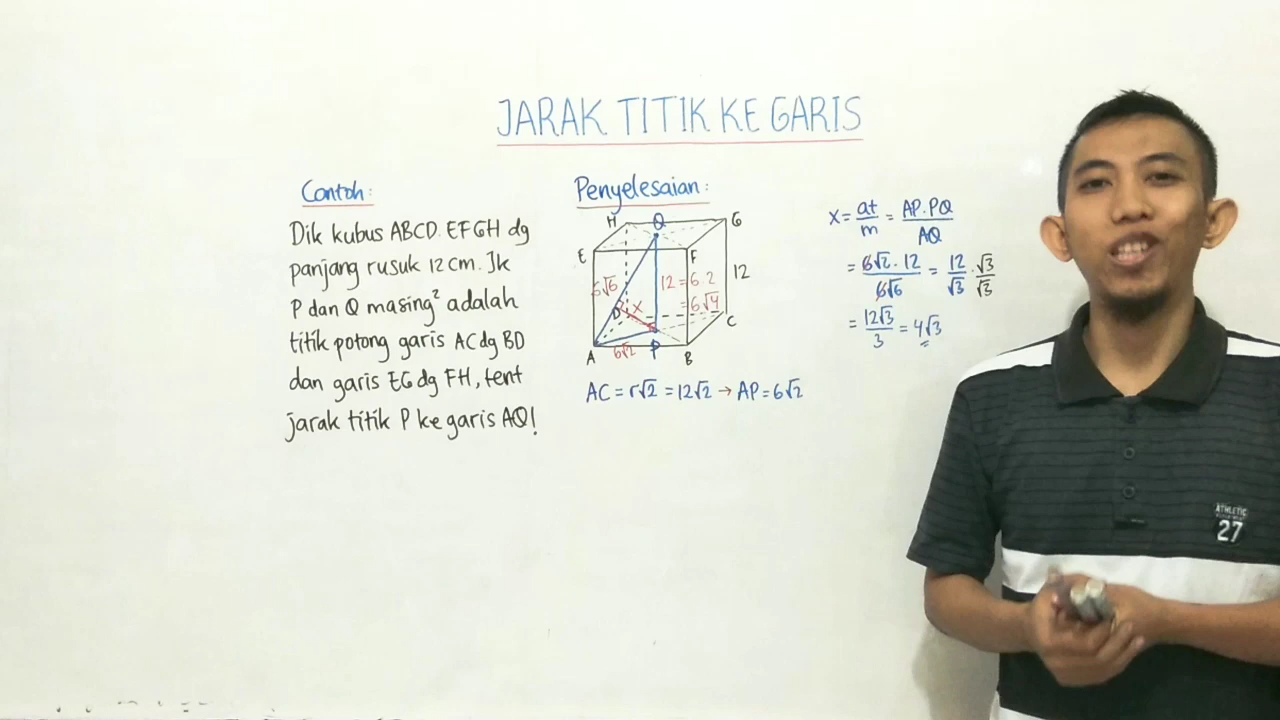 JARAK TITIK KE GARIS
Contoh:
Dik kubus ABCD.EFGH dg
panjang rusuk 12 cm. Jk
P dan Q masing² adalah
titik potong garis AC dg BD
dan garis EG dg FH, tent
jarak titik P ke garis AQ!
Penyelesaian:
H Q G
E F
6√6 12 = 6.2 12
D x = 6√4 C
6√2
A P B
AC = r√2 = 12√2 → AP = 6√2
x = at/m = AP.PQ/AQ
= 6√2 . 12/6√6 = 12/√3 . √3/√3
= 12√3/3 = 4√3
ATHLETIC
27